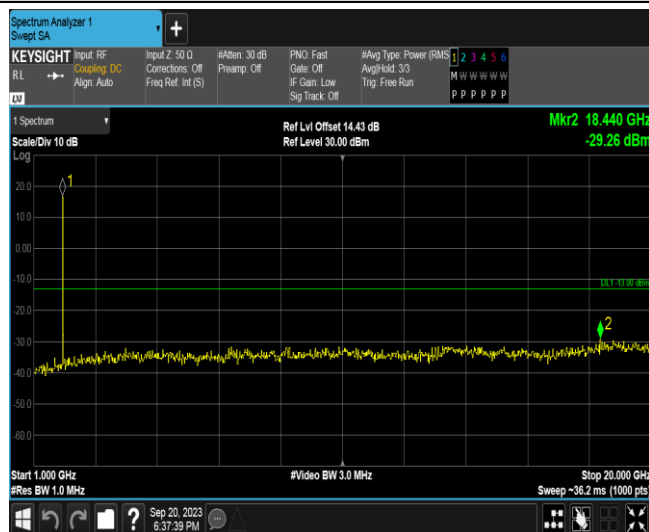 Spectrum Analyzer 1
Swept SA
+
KEYSIGHT
RL
LXI
Input: RF
Coupling: DC
Align: Auto
Input Z: 50 Ω
Corrections: Off
Freq Ref: Int (S)
#Atten: 30 dB
Preamp: Off
PNO: Fast
Gate: Off
IF Gain: Low
Sig Track: Off
#Avg Type: Power (RMS
Avg|Hold: 3/3
Trig: Free Run
1 2 3 4 5 6
M W W W W W
P P P P P P
1 Spectrum
Scale/Div 10 dB
Log
Ref Lvl Offset 14.43 dB
Ref Level 30.00 dBm
Mkr2 18.440 GHz
-29.26 dBm
1
20.0
10.0
0.00
-10.0
DL1 -13.00 dBm
-20.0
2
-30.0
-40.0
-50.0
-60.0
Start 1.000 GHz
#Video BW 3.0 MHz
Stop 20.000 GHz
#Res BW 1.0 MHz
Sweep ~36.2 ms (1000 pts)
?
Sep 20, 2023
6:37:39 PM